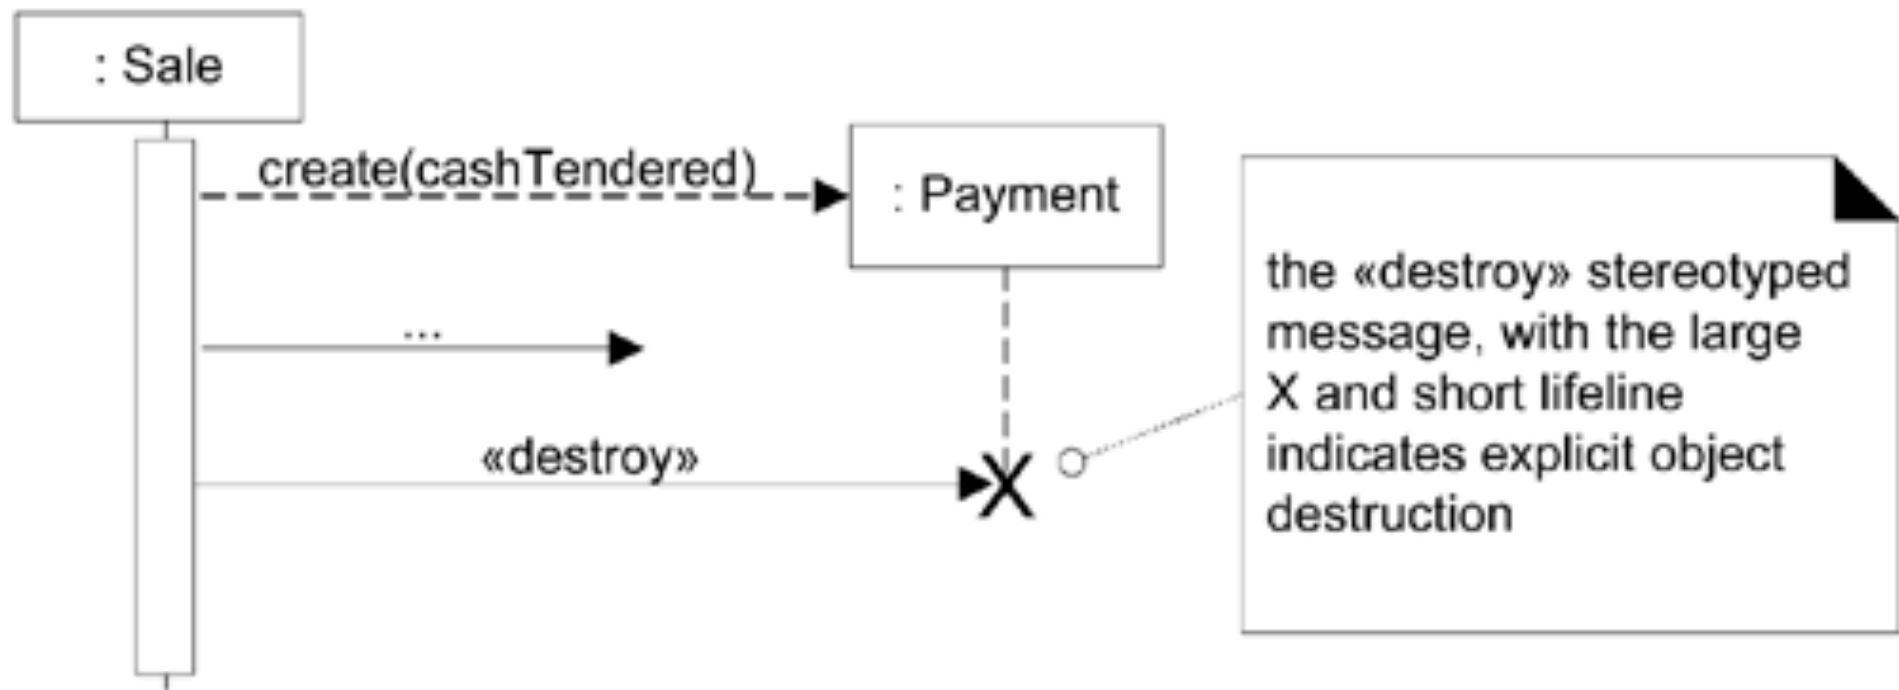 : Sale
create(cashTendered)
: Payment
...
«destroy»
X
the «destroy» stereotyped
message, with the large
X and short lifeline
indicates explicit object
destruction